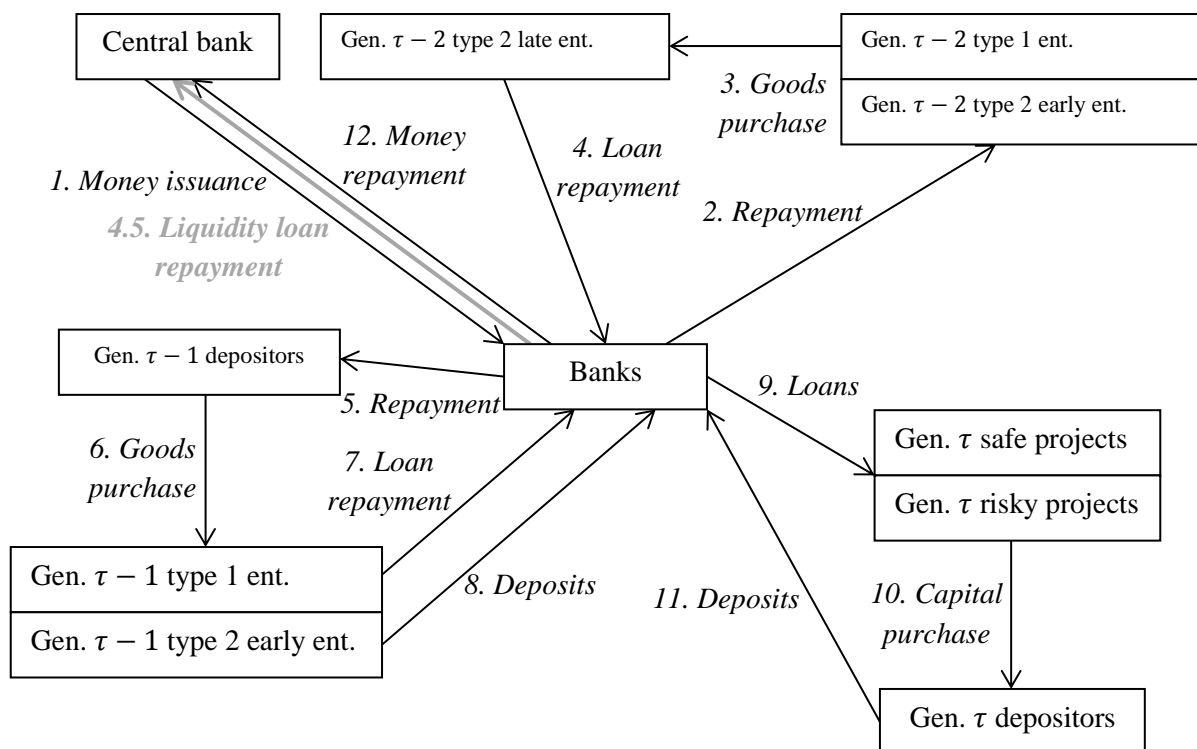 Central bank
Gen. τ − 2 type 2 late ent.
Gen. τ − 2 type 1 ent.
Gen. τ − 2 type 2 early ent.
3. Goods
purchase
12. Money
repayment
4. Loan
repayment
1. Money issuance
4.5. Liquidity loan
repayment
2. Repayment
Gen. τ − 1 depositors
Banks
5. Repayment
9. Loans
6. Goods
purchase
7. Loan
repayment
Gen. τ safe projects
Gen. τ risky projects
Gen. τ − 1 type 1 ent.
Gen. τ − 1 type 2 early ent.
8. Deposits
11. Deposits
10. Capital
purchase
Gen. τ depositors